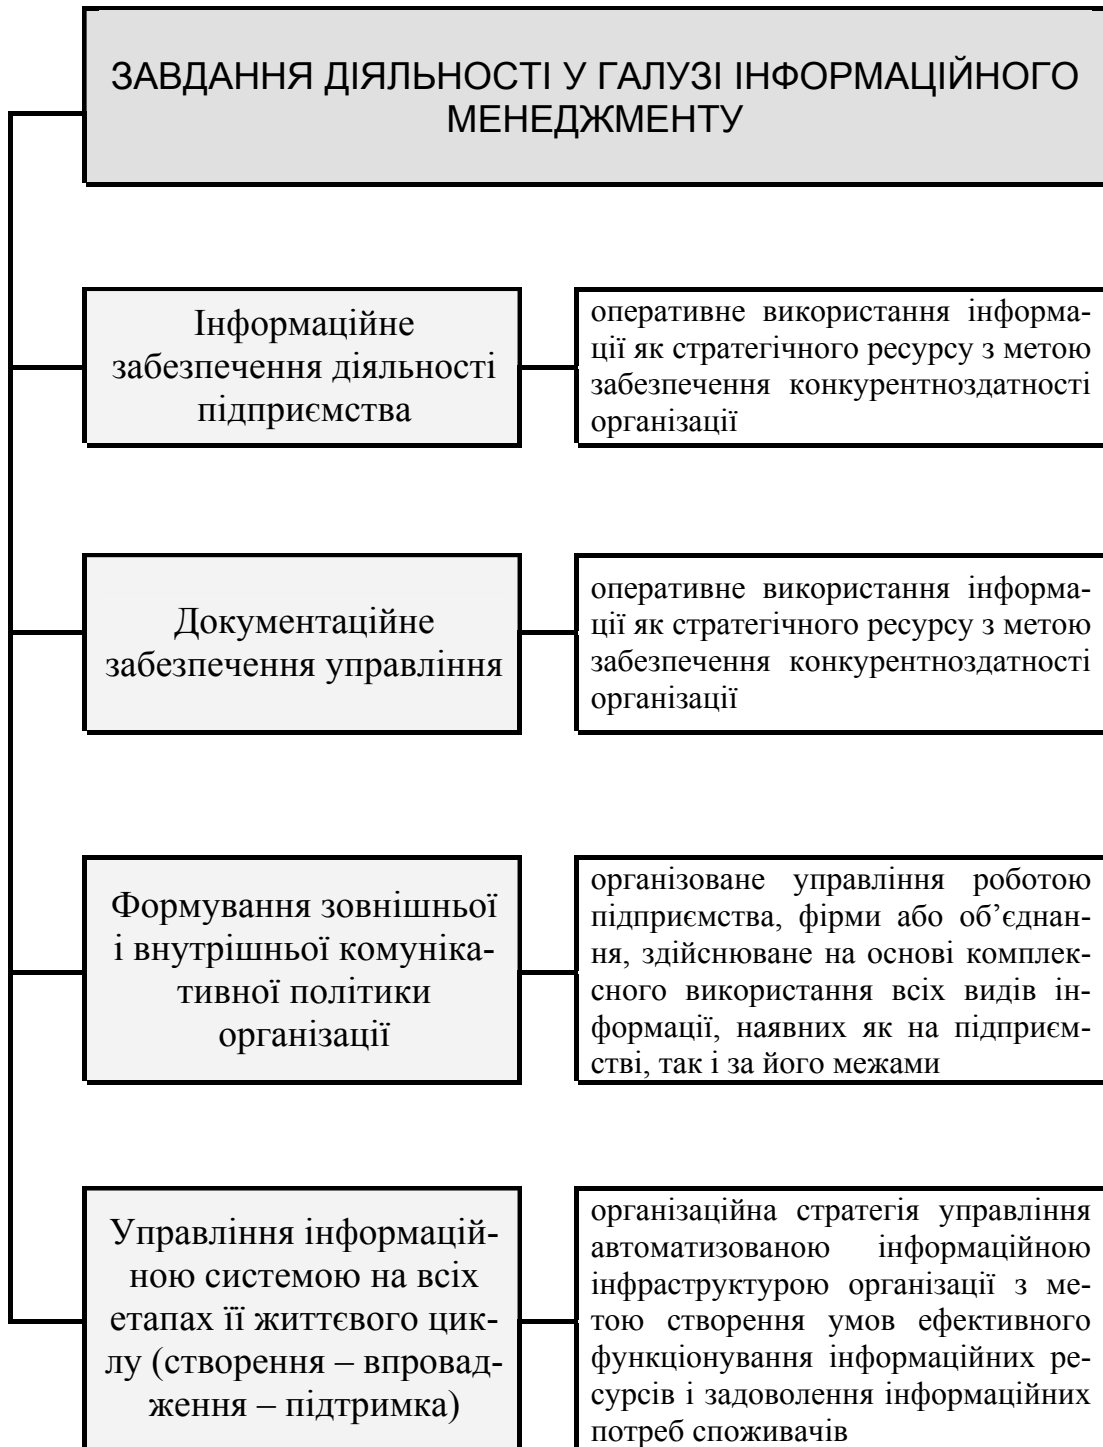 ЗАВДАННЯ ДІЯЛЬНОСТІ У ГАЛУЗІ ІНФОРМАЦІЙНОГО
МЕНЕДЖМЕНТУ
Інформаційне
забезпечення діяльності
підприємства
оперативне використання інформа-
ції як стратегічного ресурсу з метою
забезпечення конкурентноздатності
організації
Документаційне
забезпечення управління
оперативне використання інформа-
ції як стратегічного ресурсу з метою
забезпечення конкурентноздатності
організації
Формування зовнішньої
і внутрішньої комуніка-
тивної політики
організації
організоване управління роботою
підприємства, фірми або об’єднан-
ня, здійснюване на основі комплек-
сного використання всіх видів ін-
формації, наявних як на підприєм-
стві, так і за його межами
Управління інформацій-
ною системою на всіх
етапах її життєвого цик-
лу (створення – впровад-
ження – підтримка)
організаційна стратегія управління
автоматизованою інформаційною
інфраструктурою організації з ме-
тою створення умов ефективного
функціонування інформаційних ре-
сурсів і задоволення інформаційних
потреб споживачів